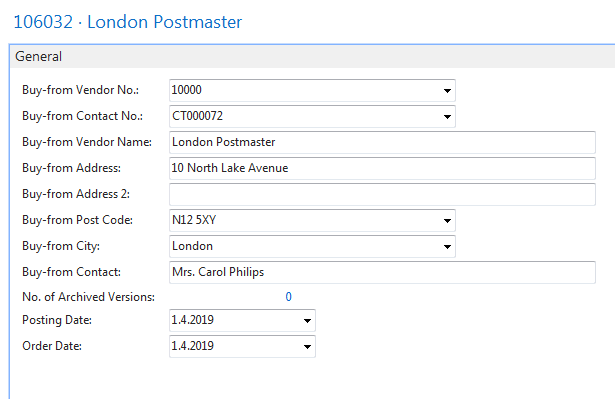 106032 · London Postmaster
General
Buy-from Vendor No.: 10000
Buy-from Contact No.: CT000072
Buy-from Vendor Name: London Postmaster
Buy-from Address: 10 North Lake Avenue
Buy-from Address 2:
Buy-from Post Code: N12 5XY
Buy-from City: London
Buy-from Contact: Mrs. Carol Philips
No. of Archived Versions: 0
Posting Date: 1.4.2019
Order Date: 1.4.2019